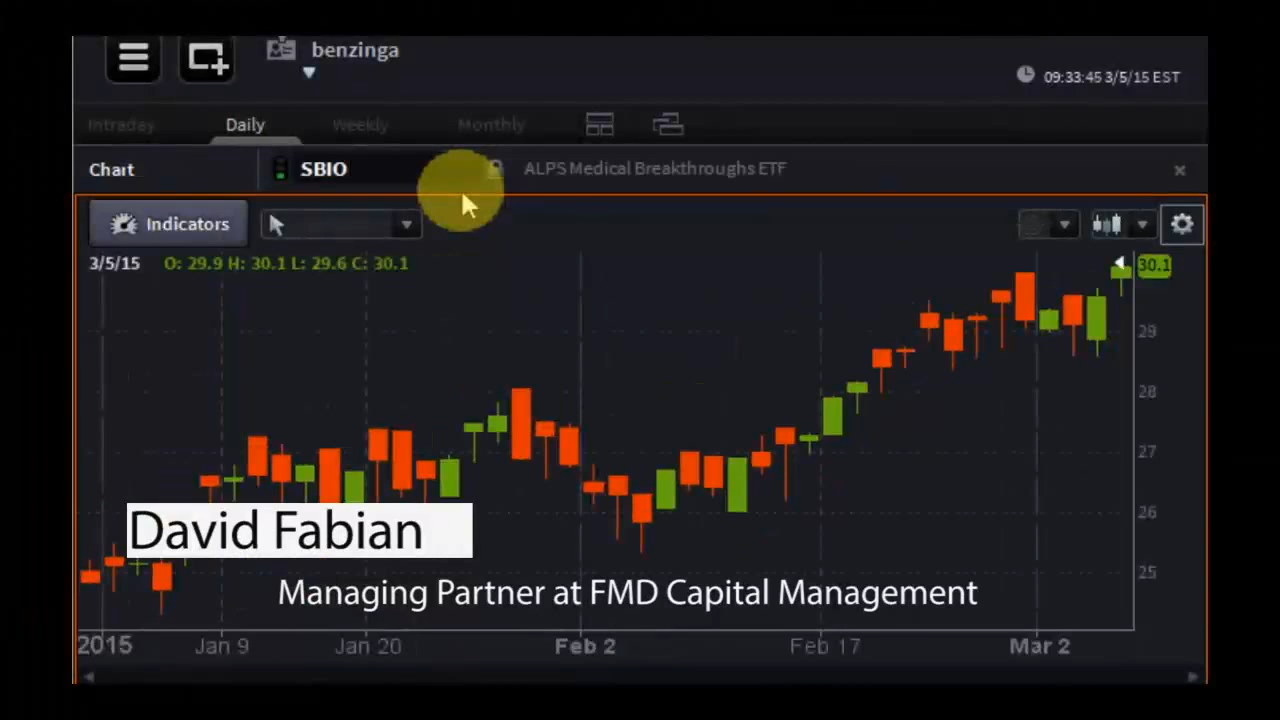 benzinga
09:33:45 3/5/15 EST
Intraday Daily Weekly Monthly
Chart SBIO ALPS Medical Breakthroughs ETF
Indicators
3/5/15 O: 29.9 H: 30.1 L: 29.6 C: 30.1
30.1
29
28
27
26
25
David Fabian
Managing Partner at FMD Capital Management
2015 Jan 9 Jan 20 Feb 2 Feb 17 Mar 2